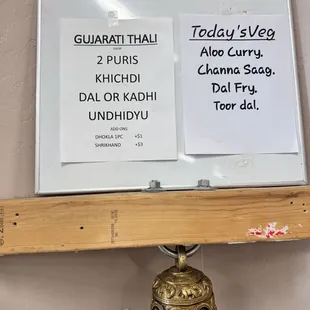 GUJARATI THALI
2 PURIS
KHICHDI
DAL OR KADHI
UNDHIDYU
ADD-ONS
DHOKLA 1PC +$1
SHRIKHAND +$3
Today's Veg
Aloo Curry,
Channa Saag,
Dal Fry,
Toor dal,